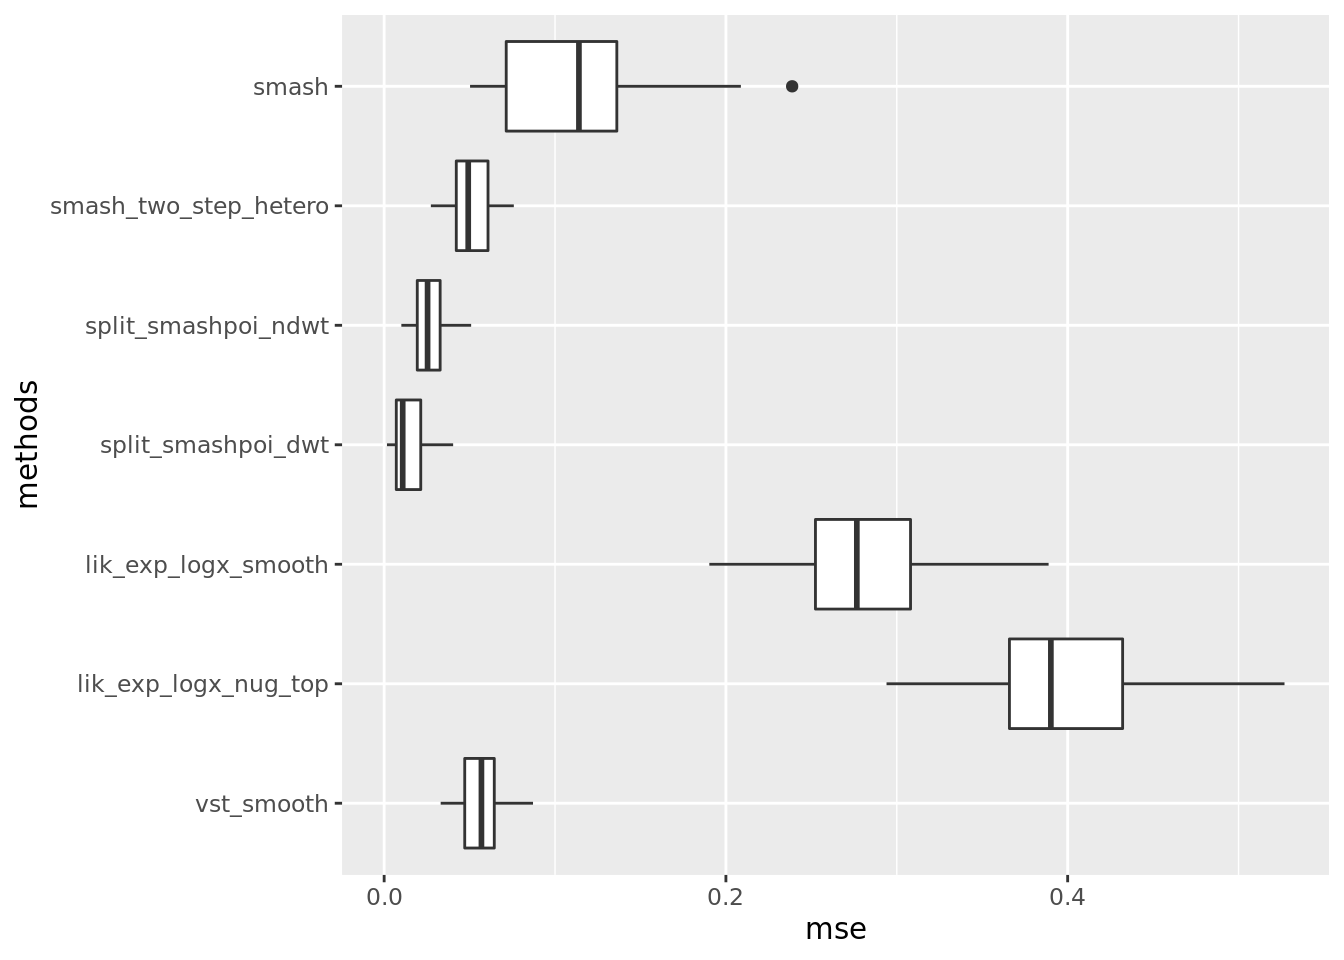 smash
smash_two_step_hetero
split_smashpoi_ndwt
split_smashpoi_dwt
lik_exp_logx_smooth
lik_exp_logx_nug_top
vst_smooth
methods
0.0 0.2 0.4
mse